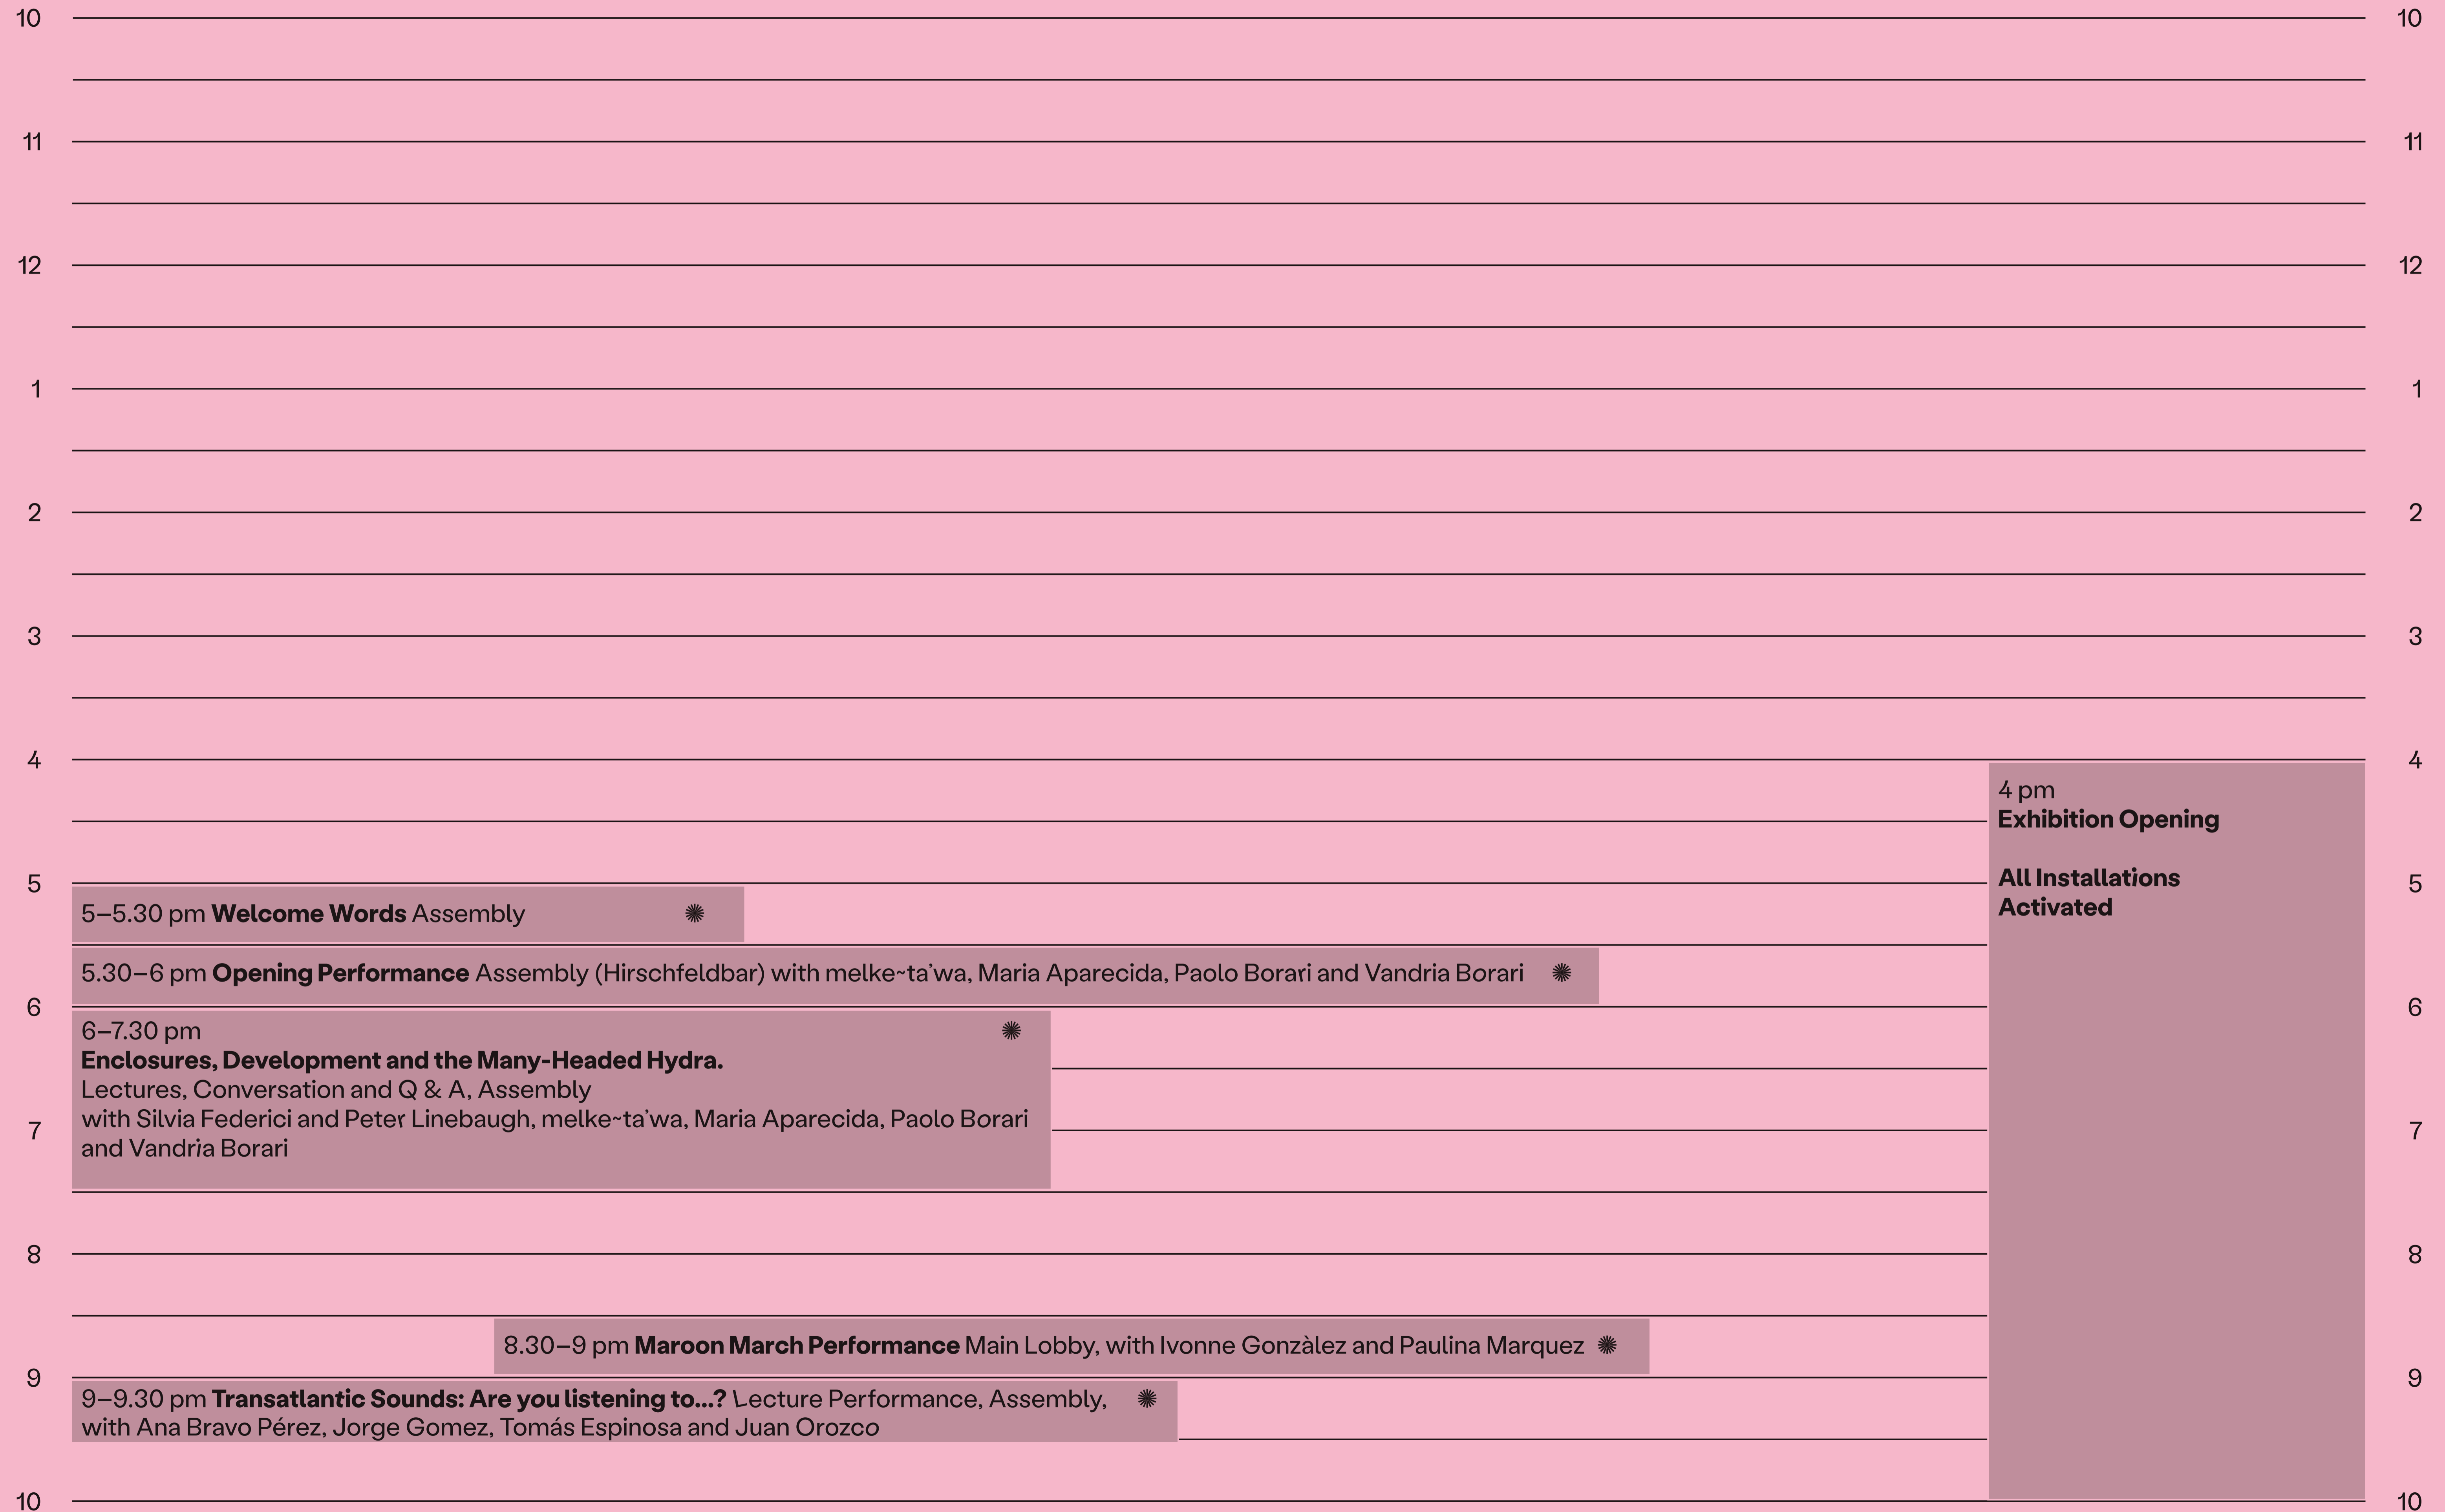 10 10
11 11
12 12
1 1
2 2
3 3
4 4
4 pm
Exhibition Opening
All Installations
Activated
5 5
5–5.30 pm Welcome Words Assembly
5.30–6 pm Opening Performance Assembly (Hirschfeldbar) with melke~ta’wa, Maria Aparecida, Paolo Borari and Vandria Borari
6 6
6–7.30 pm
Enclosures, Development and the Many-Headed Hydra.
Lectures, Conversation and Q & A, Assembly
with Silvia Federici and Peter Linebaugh, melke~ta’wa, Maria Aparecida, Paolo Borari
and Vandria Borari
7 7
8 8
8.30–9 pm Maroon March Performance Main Lobby, with Ivonne Gonzàlez and Paulina Marquez
9 9
9–9.30 pm Transatlantic Sounds: Are you listening to...? Lecture Performance, Assembly,
with Ana Bravo Pérez, Jorge Gomez, Tomás Espinosa and Juan Orozco
10 10